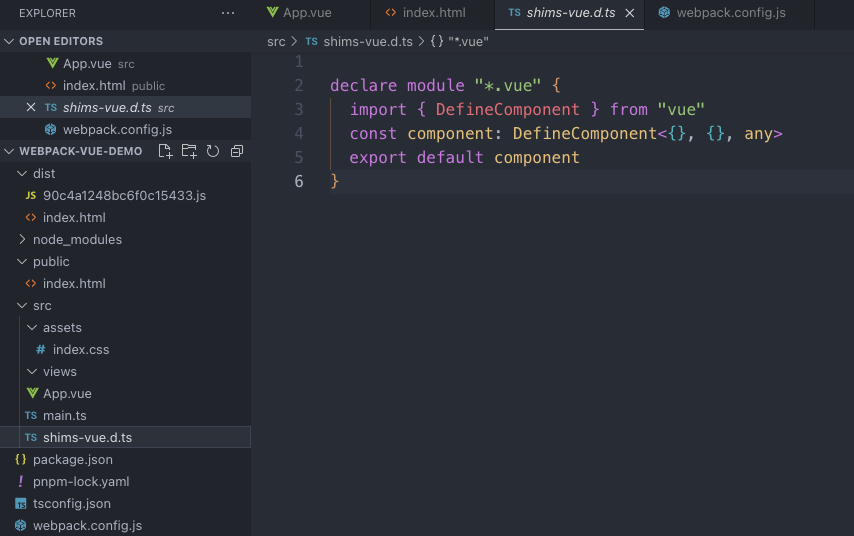 EXPLORER ···
OPEN EDITORS
App.vue src
index.html public
TS shims-vue.d.ts src
webpack.config.js
WEBPACK-VUE-DEMO
dist
JS 90c4a1248bc6f0c15433.js
<> index.html
node_modules
public
<> index.html
src
assets
# index.css
views
App.vue
TS main.ts
TS shims-vue.d.ts
{} package.json
! pnpm-lock.yaml
TS tsconfig.json
webpack.config.js
App.vue <> index.html TS shims-vue.d.ts × webpack.config.js
src > TS shims-vue.d.ts > {} "*.vue"
1
2 declare module "*.vue" {
3 import { DefineComponent } from "vue"
4 const component: DefineComponent<{}, {}, any>
5 export default component
6 }